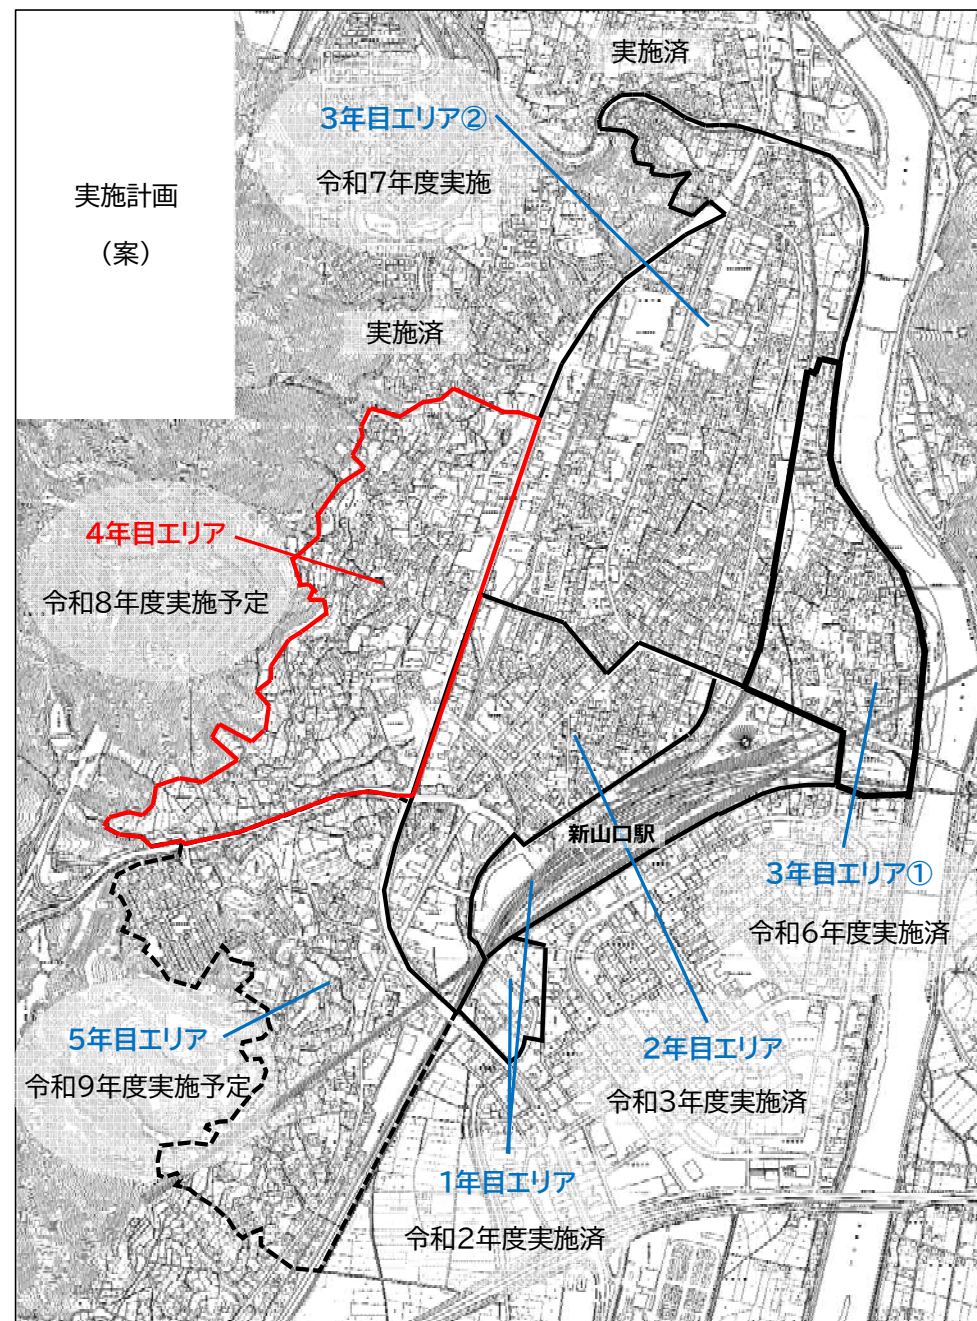 実施済
3年目エリア②
令和7年度実施
実施計画
（案）
実施済
4年目エリア
令和8年度実施予定
新山口駅
3年目エリア①
令和6年度実施済
5年目エリア
令和9年度実施予定
2年目エリア
令和3年度実施済
1年目エリア
令和2年度実施済